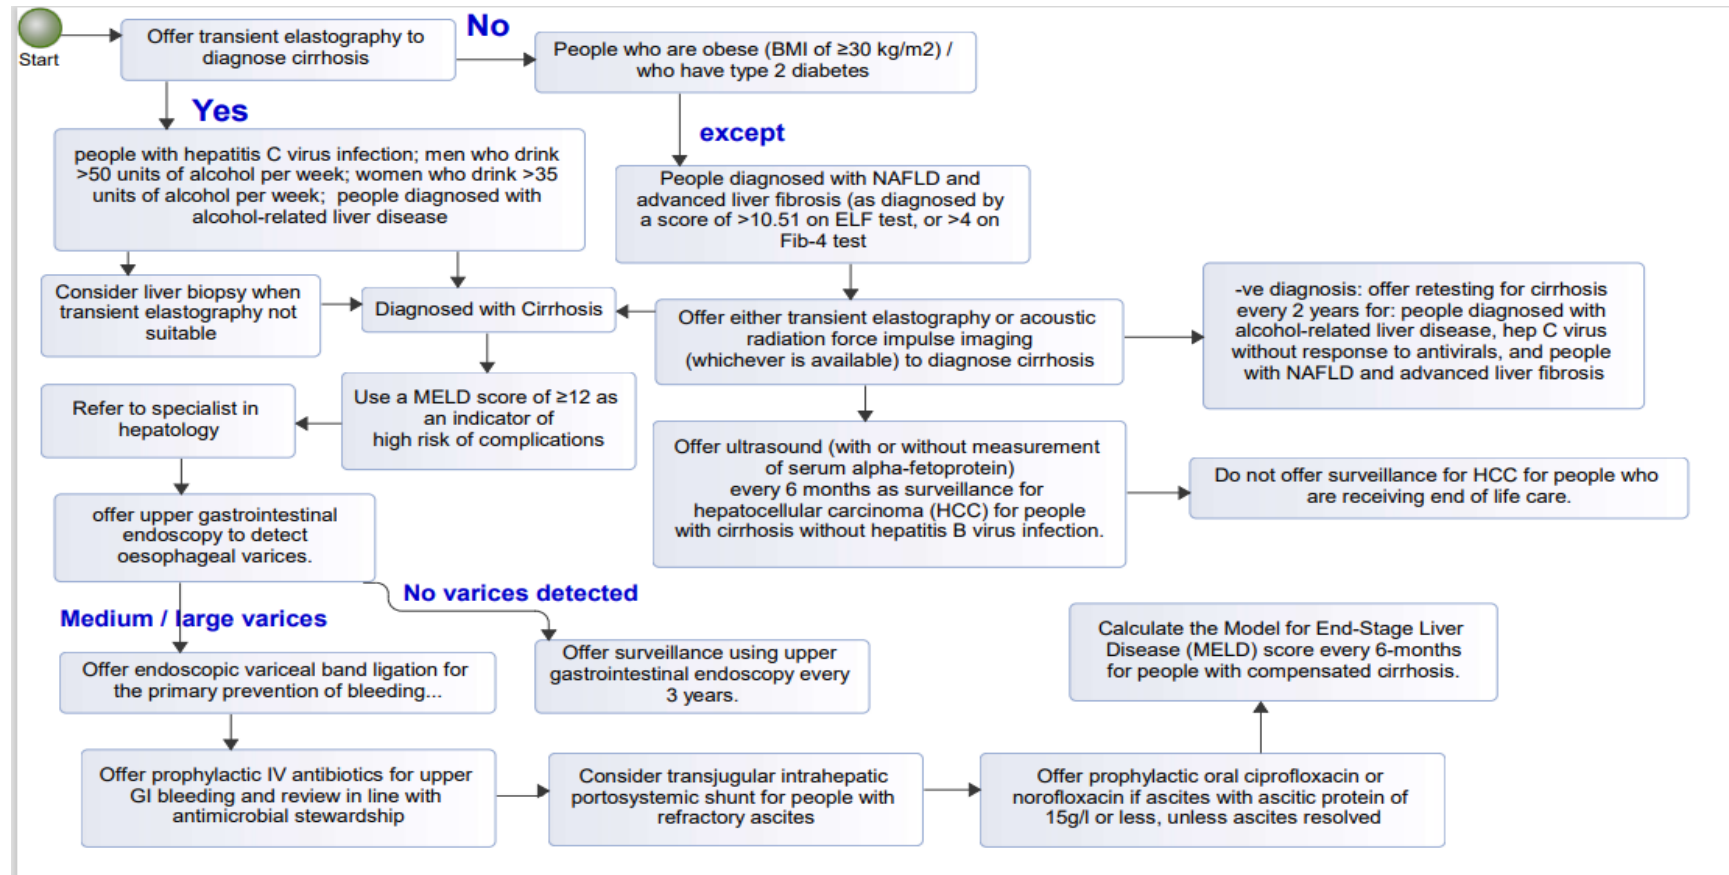 Start
Offer transient elastography to
diagnose cirrhosis
No
People who are obese (BMI of ≥30 kg/m2) /
who have type 2 diabetes
Yes
except
people with hepatitis C virus infection; men who drink
>50 units of alcohol per week; women who drink >35
units of alcohol per week; people diagnosed with
alcohol-related liver disease
People diagnosed with NAFLD and
advanced liver fibrosis (as diagnosed by
a score of >10.51 on ELF test, or >4 on
Fib-4 test
Consider liver biopsy when
transient elastography not
suitable
Diagnosed with Cirrhosis
Offer either transient elastography or acoustic
radiation force impulse imaging
(whichever is available) to diagnose cirrhosis
-ve diagnosis: offer retesting for cirrhosis
every 2 years for: people diagnosed with
alcohol-related liver disease, hep C virus
without response to antivirals, and people
with NAFLD and advanced liver fibrosis
Refer to specialist in
hepatology
Use a MELD score of ≥12 as
an indicator of
high risk of complications
Offer ultrasound (with or without measurement
of serum alpha-fetoprotein)
every 6 months as surveillance for
hepatocellular carcinoma (HCC) for people
with cirrhosis without hepatitis B virus infection.
Do not offer surveillance for HCC for people who
are receiving end of life care.
offer upper gastrointestinal
endoscopy to detect
oesophageal varices.
No varices detected
Medium / large varices
Offer endoscopic variceal band ligation for
the primary prevention of bleeding...
Offer surveillance using upper
gastrointestinal endoscopy every
3 years.
Calculate the Model for End-Stage Liver
Disease (MELD) score every 6-months
for people with compensated cirrhosis.
Offer prophylactic IV antibiotics for upper
GI bleeding and review in line with
antimicrobial stewardship
Consider transjugular intrahepatic
portosystemic shunt for people with
refractory ascites
Offer prophylactic oral ciprofloxacin or
norofloxacin if ascites with ascitic protein of
15g/l or less, unless ascites resolved